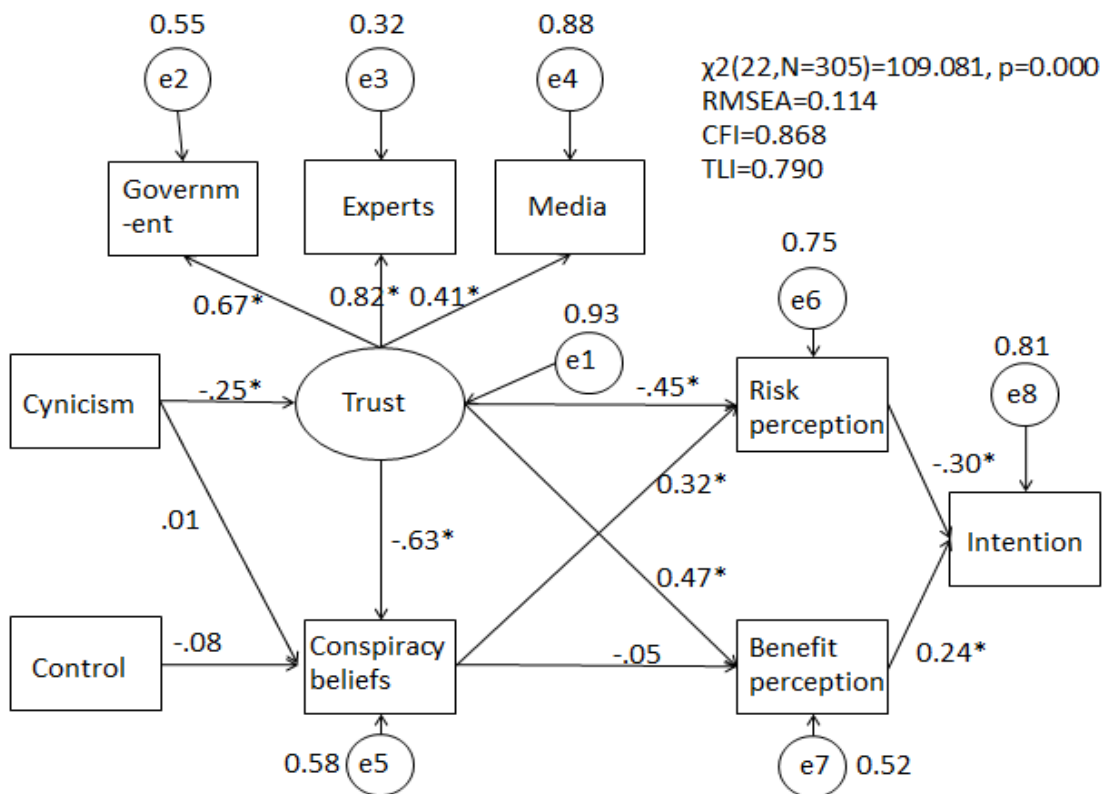 0.55
0.32
0.88
e2
e3
e4
χ2(22,N=305)=109.081, p=0.000
RMSEA=0.114
CFI=0.868
TLI=0.790
Governm
-ent
Experts
Media
0.75
e6
0.67*
0.82*
0.41*
0.93
e1
0.81
e8
Cynicism
-.25*
Trust
-.45*
Risk
perception
-.30*
0.32*
.01
-.63*
Intention
0.47*
Control
-.08
Conspiracy
beliefs
-.05
Benefit
perception
0.24*
0.58
e5
e7
0.52